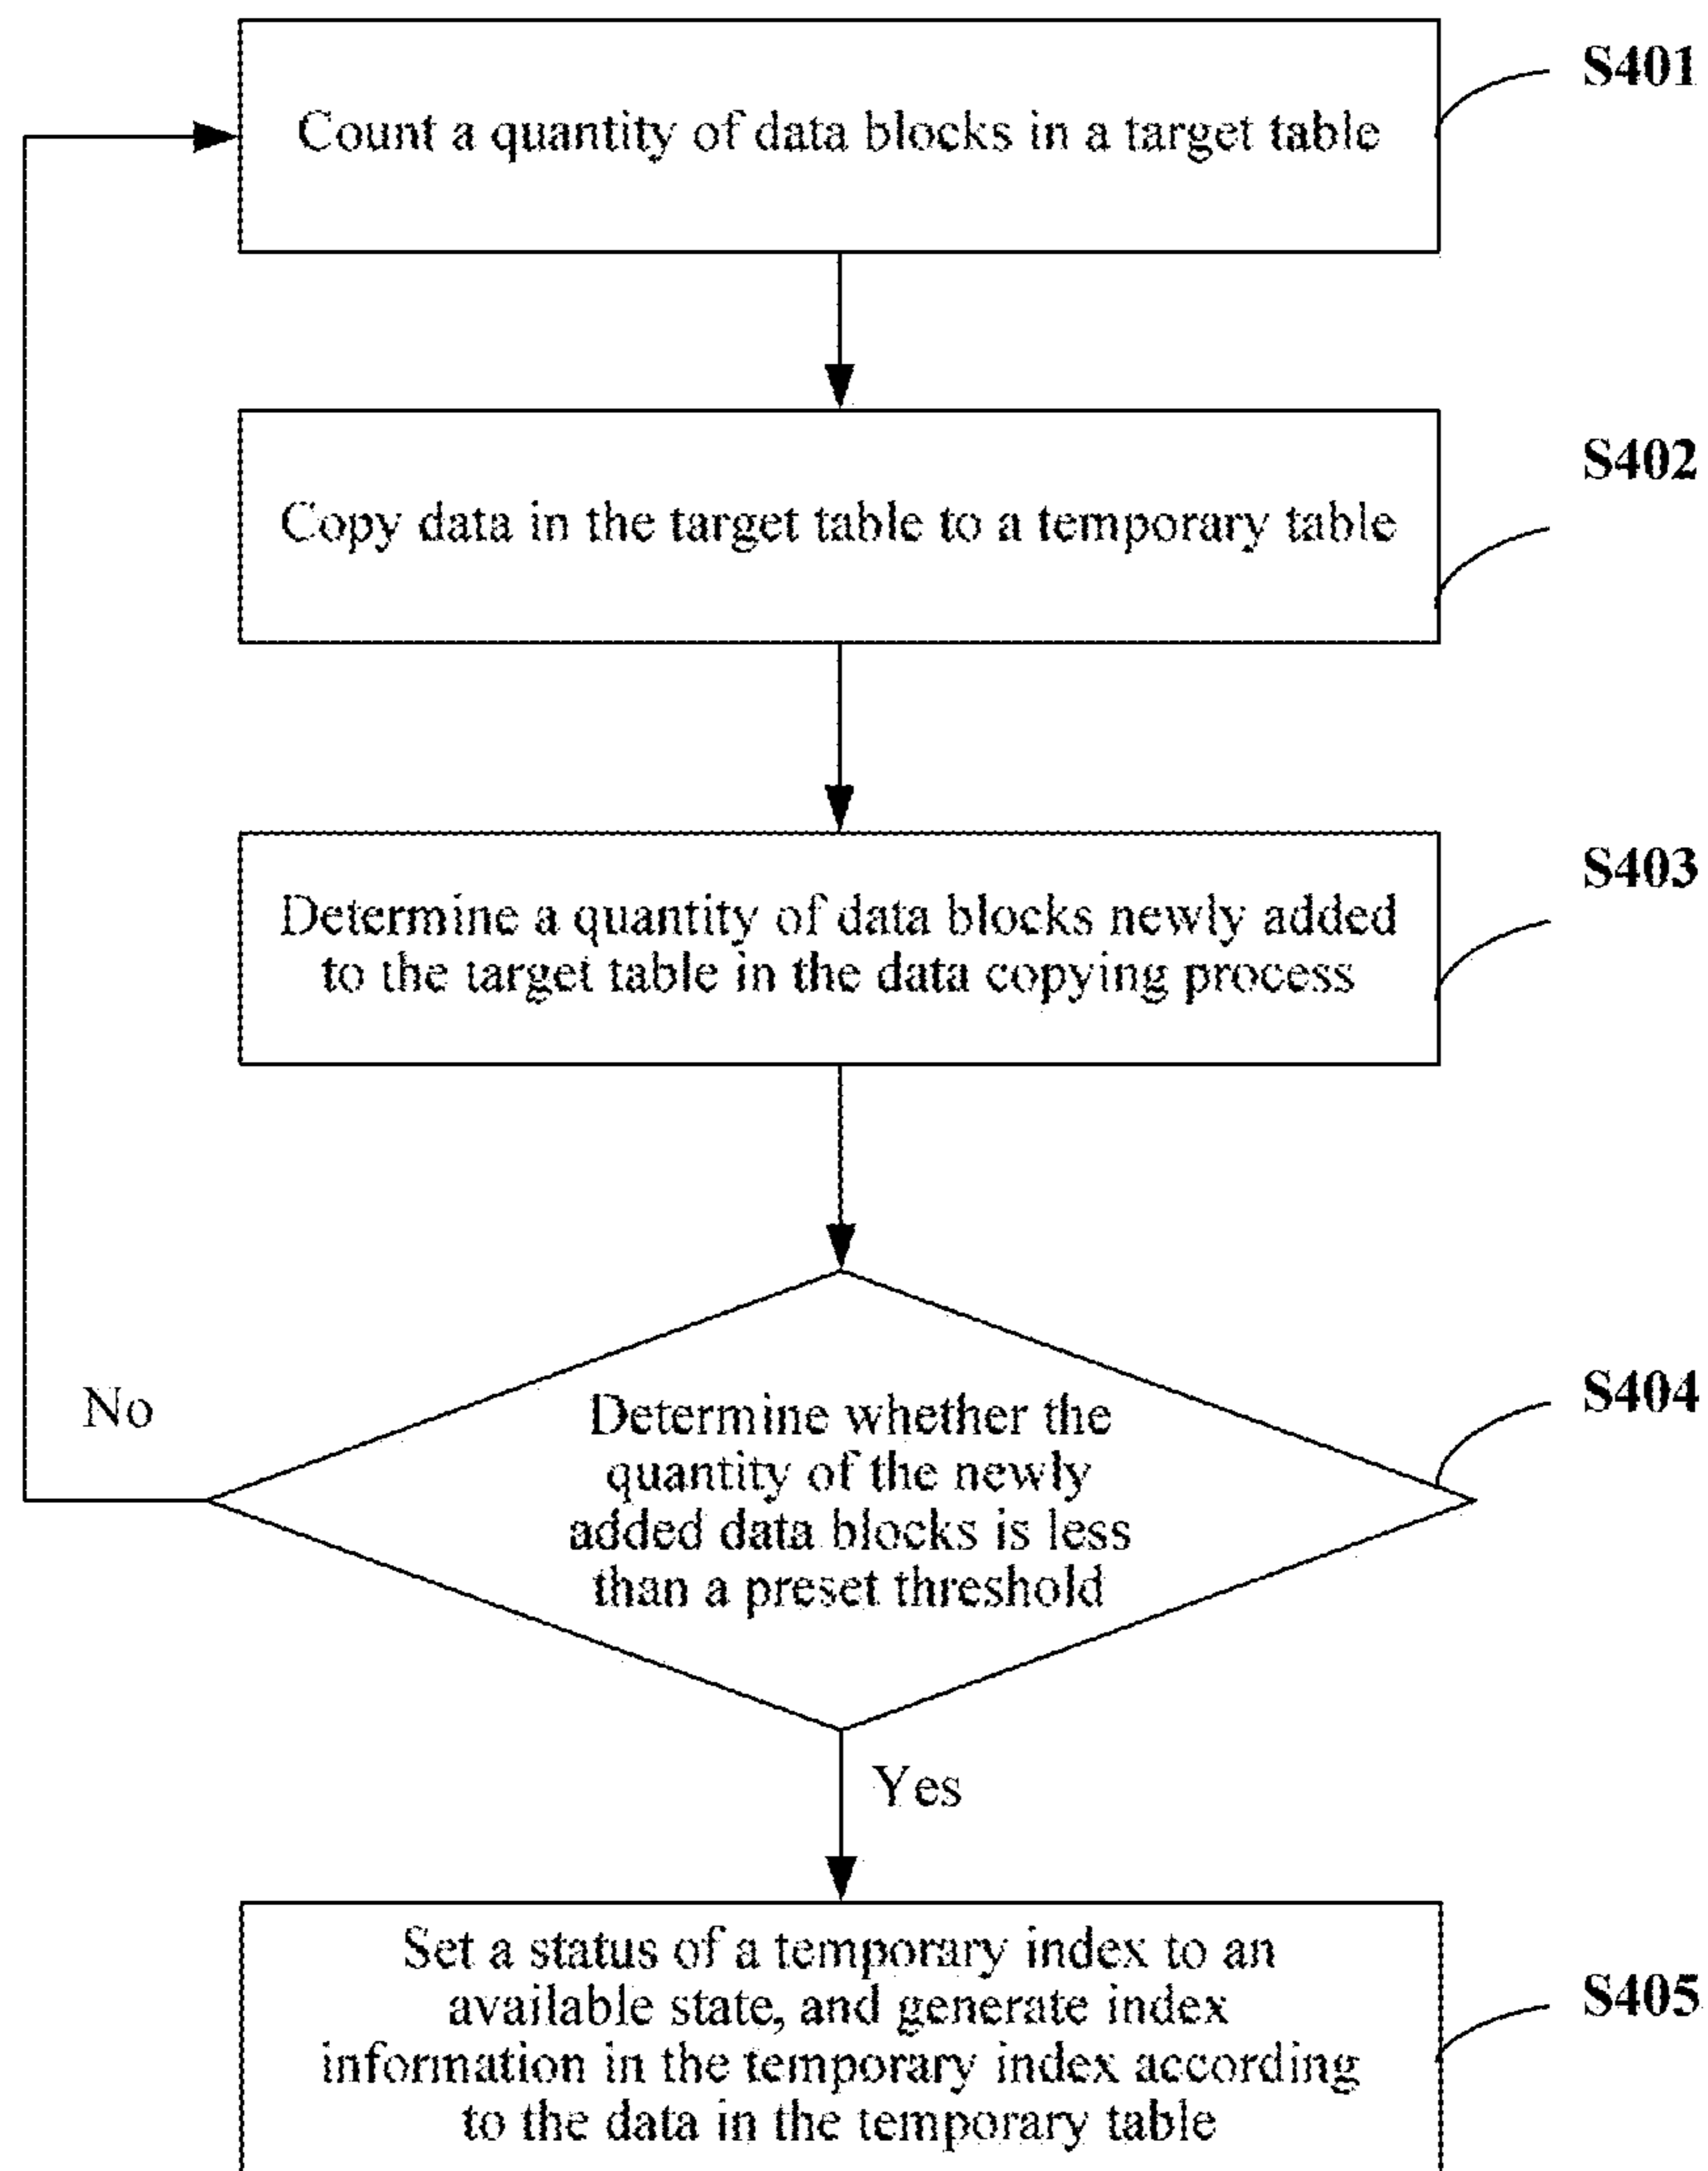 S401
Count a quantity of data blocks in a target table
S402
Copy data in the target table to a temporary table
S403
Determine a quantity of data blocks newly added
to the target table in the data copying process
S404
No
Determine whether the
quantity of the newly
added data blocks is less
than a preset threshold
Yes
Set a status of a temporary index to an
available state, and generate index
information in the temporary index according
to the data in the temporary table
S405